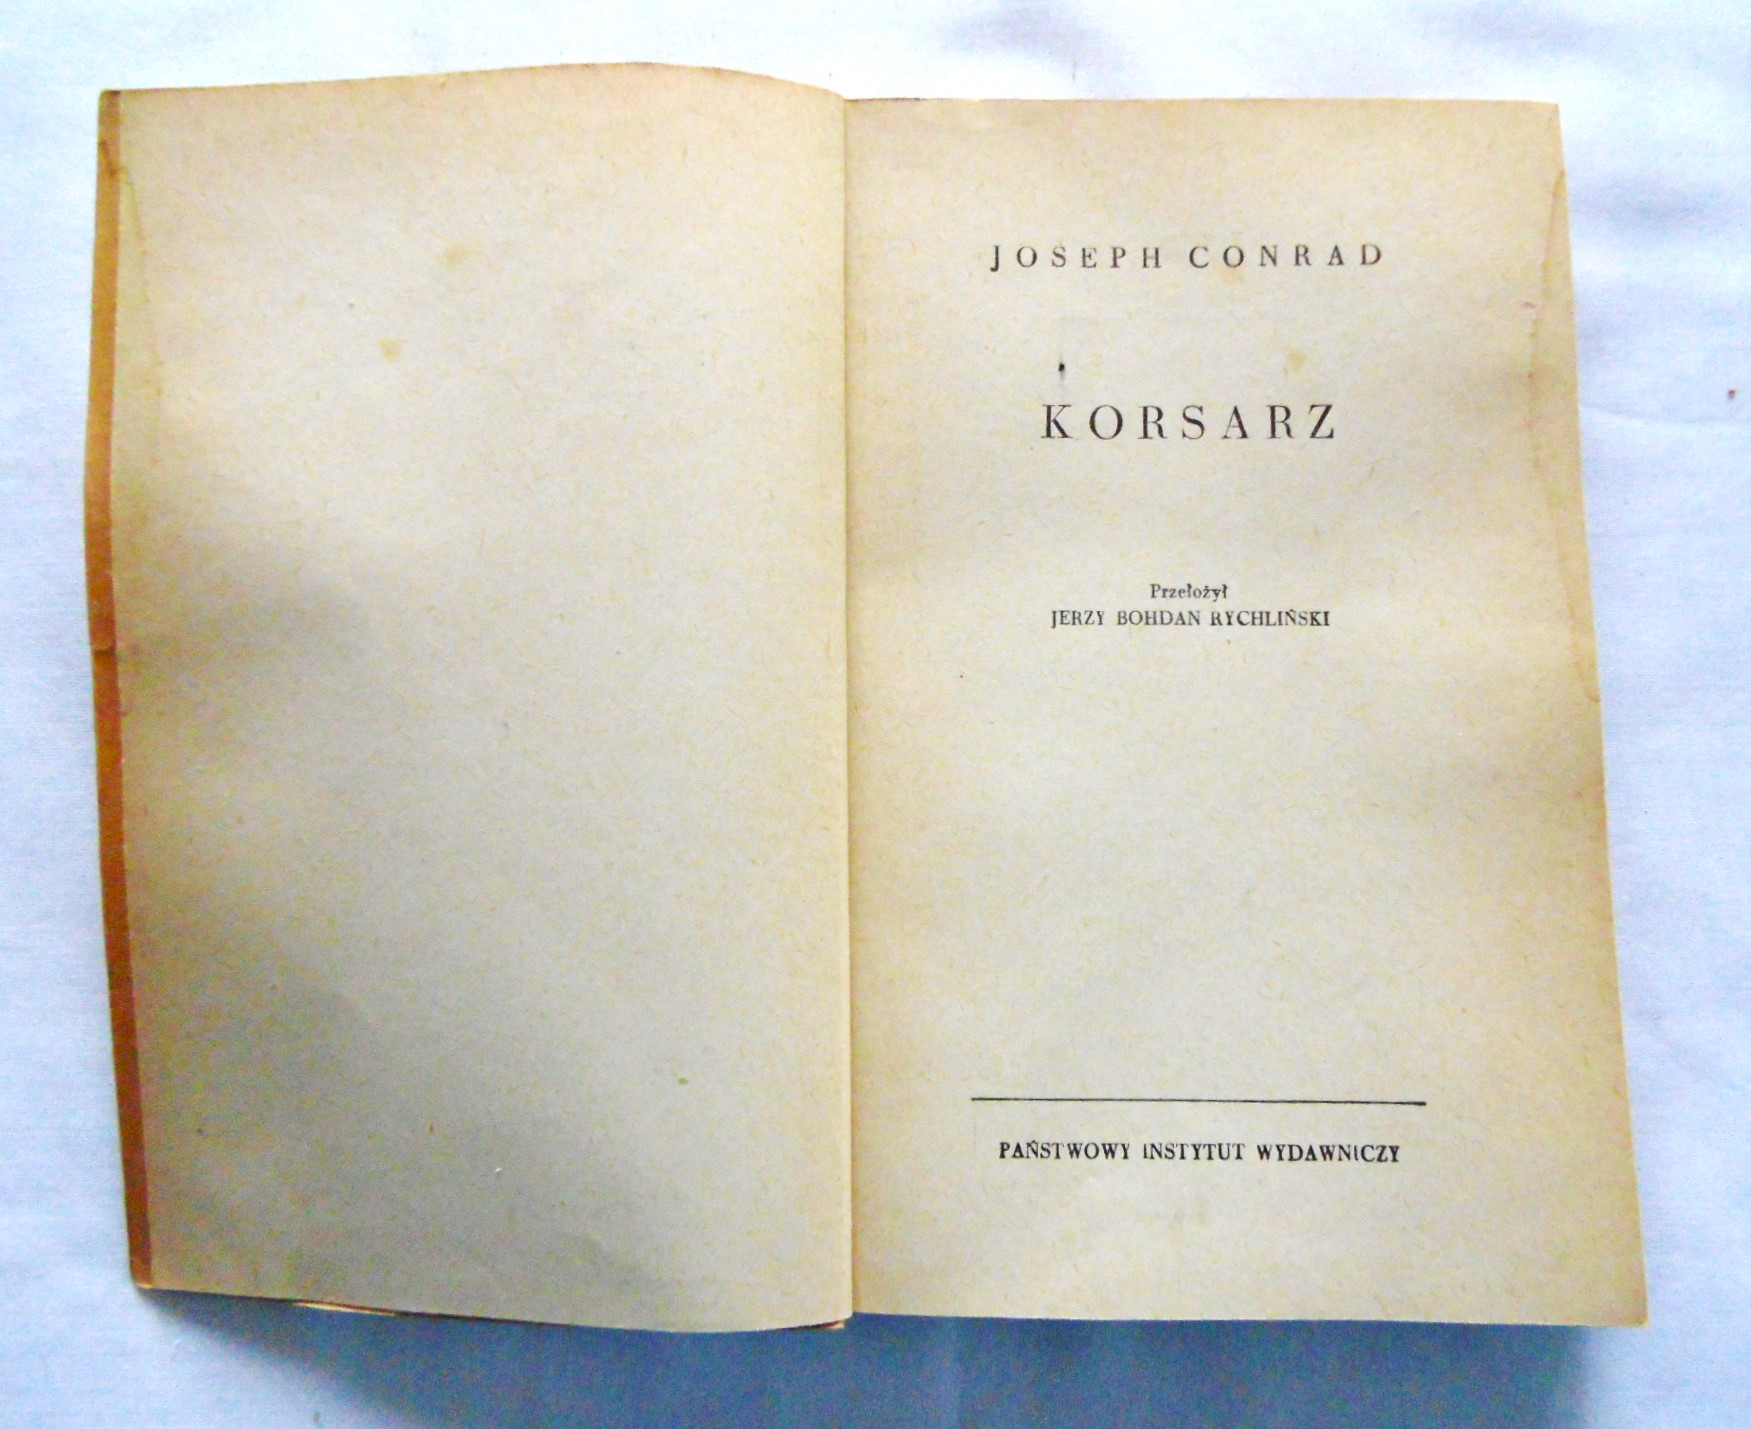 JOSEPH CONRAD
KORSARZ
Przełożył
JERZY BOHDAN RYCHLIŃSKI
PAŃSTWOWY INSTYTUT WYDAWNICZY